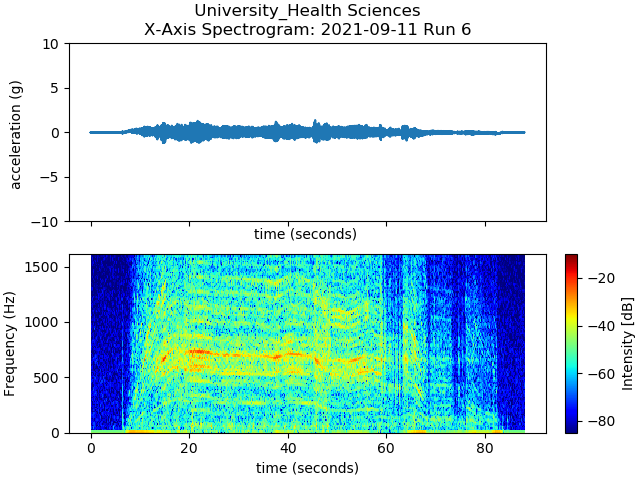 University_Health Sciences
X-Axis Spectrogram: 2021-09-11 Run 6
10
5
0
−5
−10
acceleration (g)
time (seconds)
1500
1000
500
0
Frequency (Hz)
0
20
40
60
80
time (seconds)
−20
−40
−60
−80
Intensity [dB]